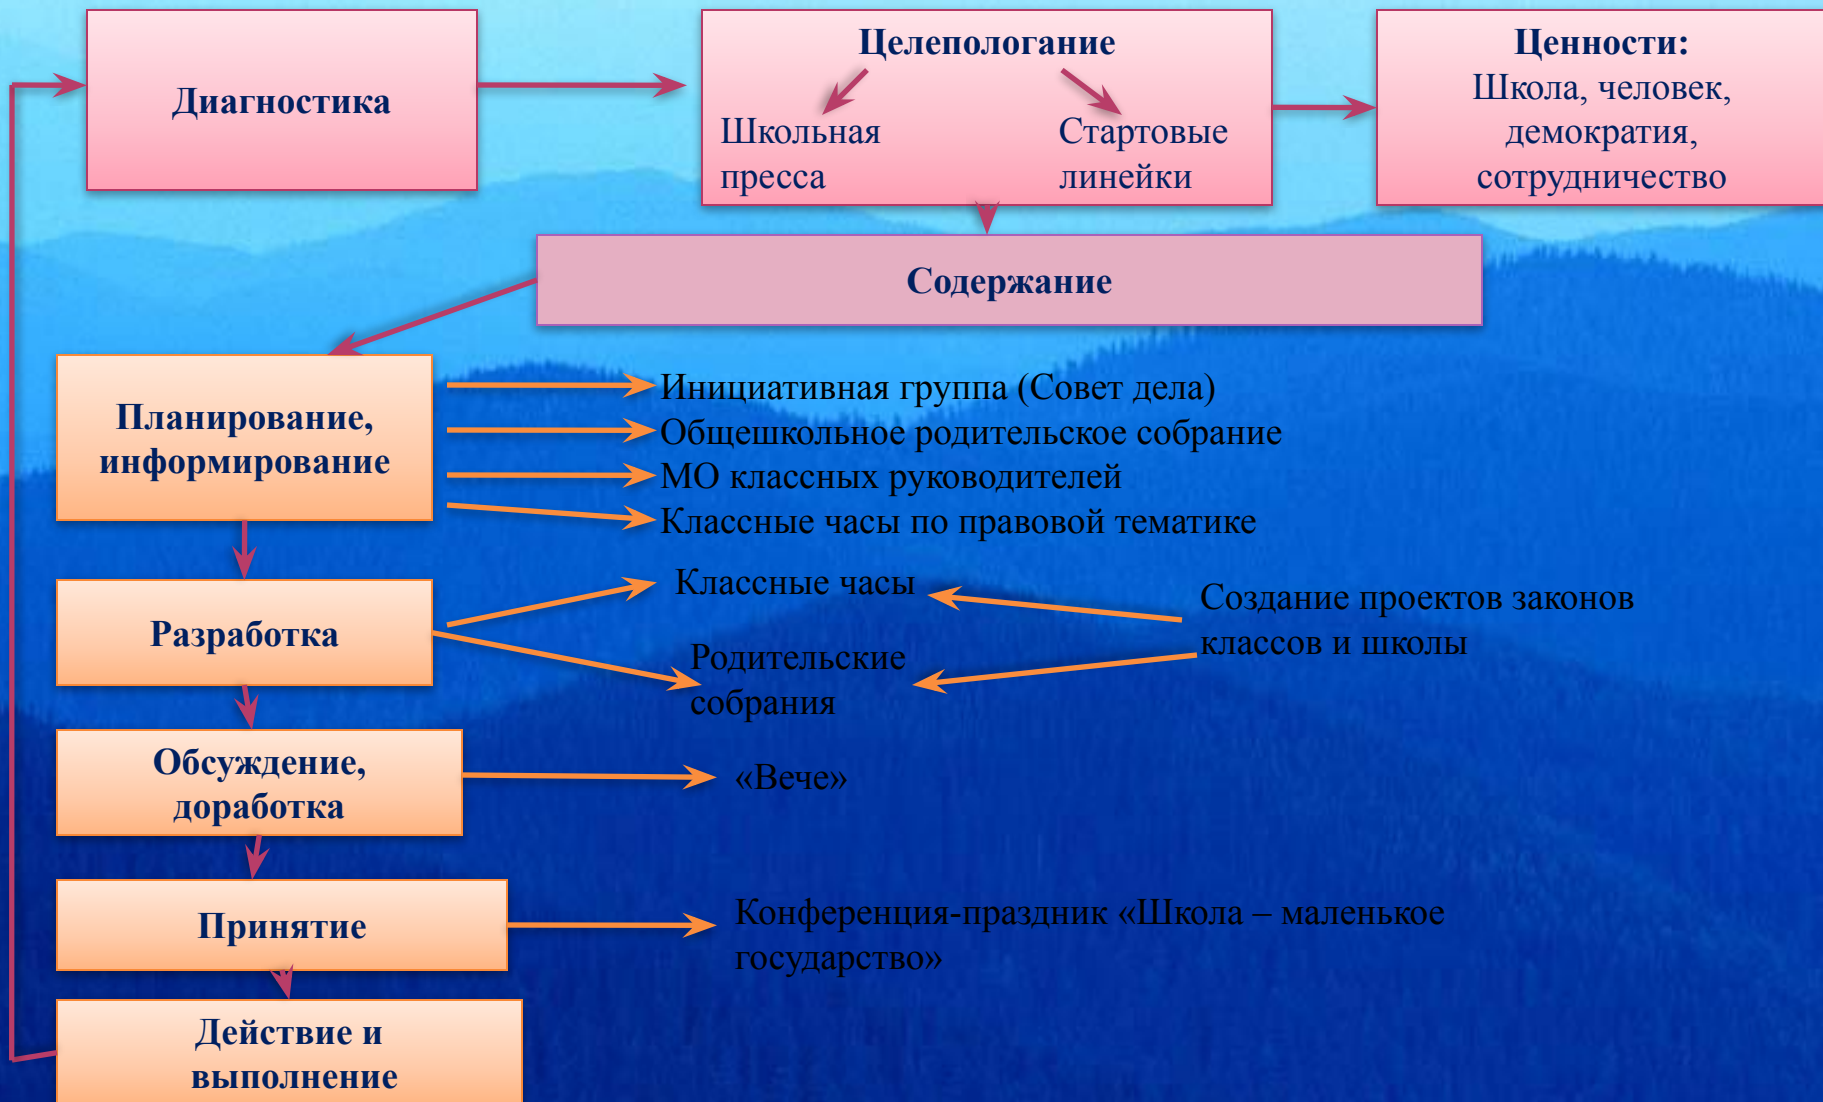 Диагностика
Целепологание
Школьная
пресса
Стартовые
линейки
Ценности:
Школа, человек,
демократия,
сотрудничество
Содержание
Планирование,
информирование
Инициативная группа (Совет дела)
Общешкольное родительское собрание
МО классных руководителей
Классные часы по правовой тематике
Разработка
Классные часы
Родительские
собрания
Создание проектов законов
классов и школы
Обсуждение,
доработка
«Вече»
Принятие
Конференция-праздник «Школа – маленькое
государство»
Действие и
выполнение